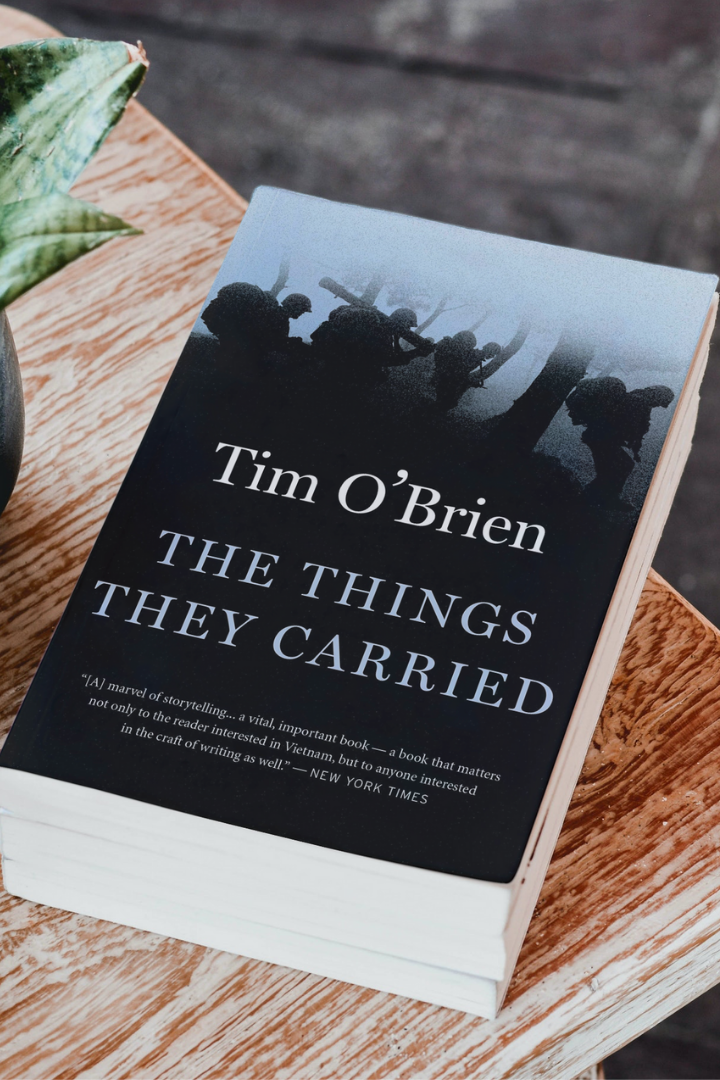 Tim O’Brien
THE THINGS
THEY CARRIED
“[A] marvel of storytelling... a vital, important book — a book that matters
not only to the reader interested in Vietnam, but to anyone interested
in the craft of writing as well.” — NEW YORK TIMES